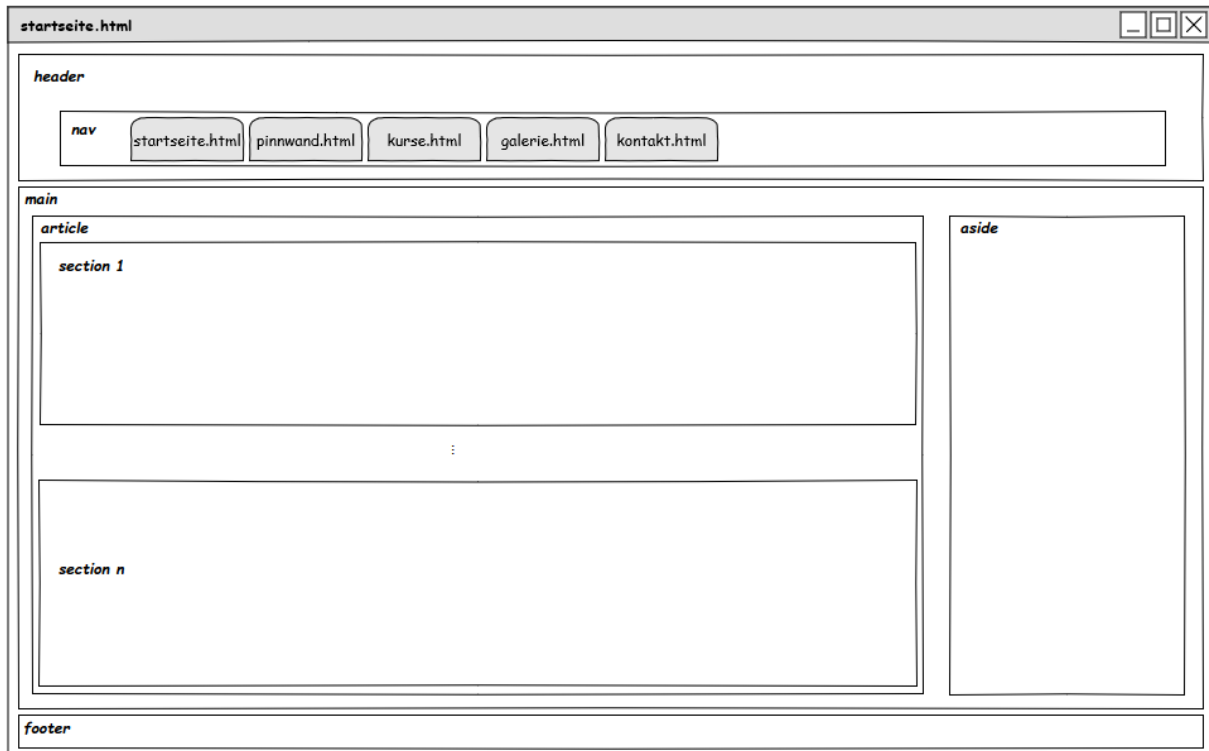 startseite.html
header
nav
startseite.html pinnwand.html kurse.html galerie.html kontakt.html
main
article
section 1
⋮
section n
aside
footer